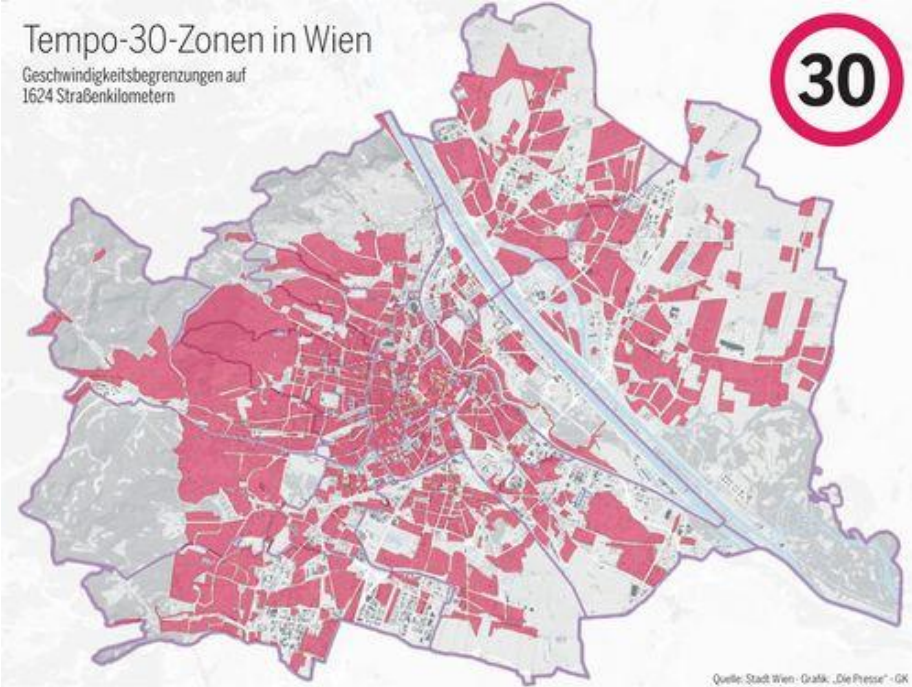 Tempo-30-Zonen in Wien
Geschwindigkeitsbegrenzungen auf
1624 Straßenkilometern
30
Quelle: Stadt Wien · Grafik: „Die Presse“ · GK